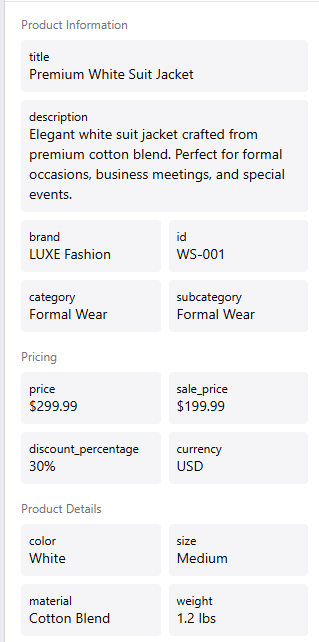 Product Information
title
Premium White Suit Jacket
description
Elegant white suit jacket crafted from
premium cotton blend. Perfect for formal
occasions, business meetings, and special
events.
brand
LUXE Fashion
id
WS-001
category
Formal Wear
subcategory
Formal Wear
Pricing
price
$299.99
sale_price
$199.99
discount_percentage
30%
currency
USD
Product Details
color
White
size
Medium
material
Cotton Blend
weight
1.2 lbs